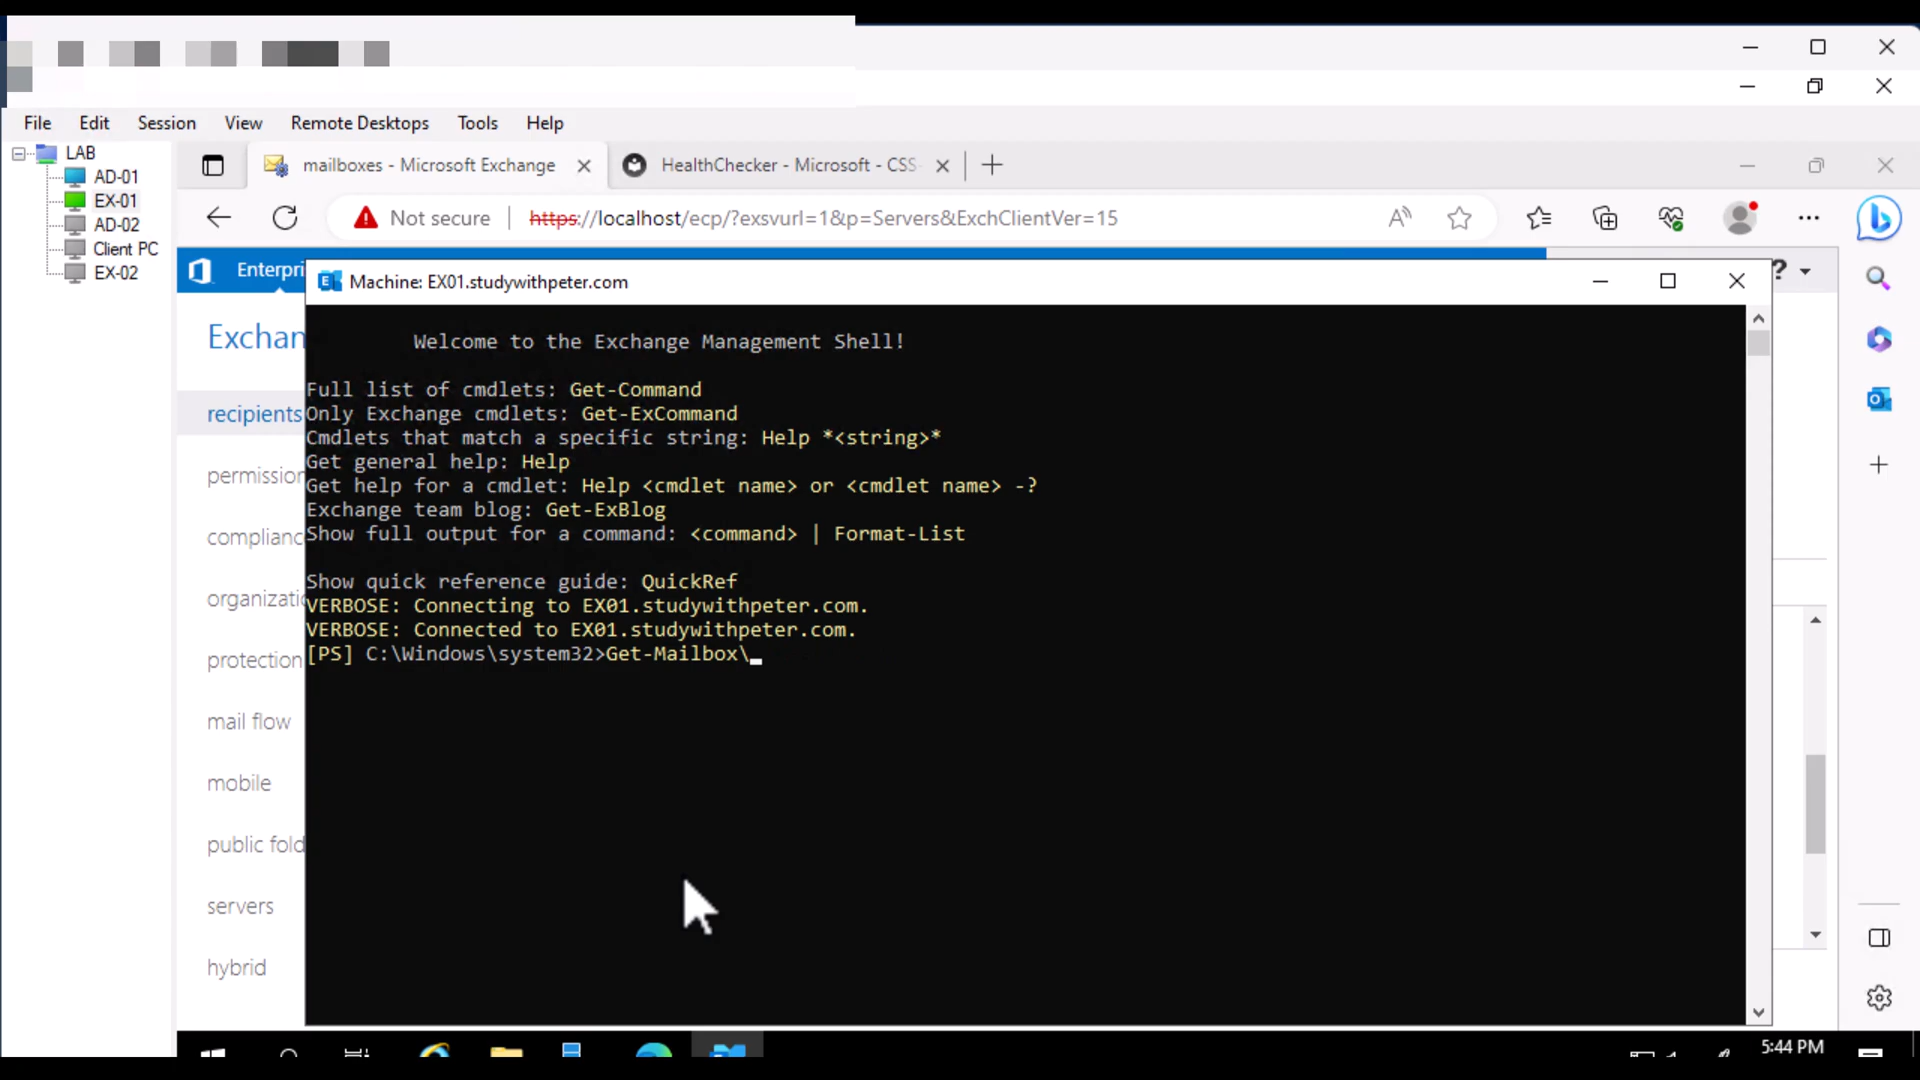 File Edit Session View Remote Desktops Tools Help
LAB
AD-01
EX-01
AD-02
Client PC
EX-02
mailboxes - Microsoft Exchange
HealthChecker - Microsoft - CSS-
Not secure
https://localhost/ecp/?exsvurl=1&p=Servers&ExchClientVer=15
Enterpri
?
Machine: EX01.studywithpeter.com
Exchan
recipients
permission
complianc
organizatio
protection
mail flow
mobile
public fold
servers
hybrid
Welcome to the Exchange Management Shell!
Full list of cmdlets: Get-Command
Only Exchange cmdlets: Get-ExCommand
Cmdlets that match a specific string: Help *<string>*
Get general help: Help
Get help for a cmdlet: Help <cmdlet name> or <cmdlet name> -?
Exchange team blog: Get-ExBlog
Show full output for a command: <command> | Format-List
Show quick reference guide: QuickRef
VERBOSE: Connecting to EX01.studywithpeter.com.
VERBOSE: Connected to EX01.studywithpeter.com.
[PS] C:\Windows\system32>Get-Mailbox\_
5:44 PM